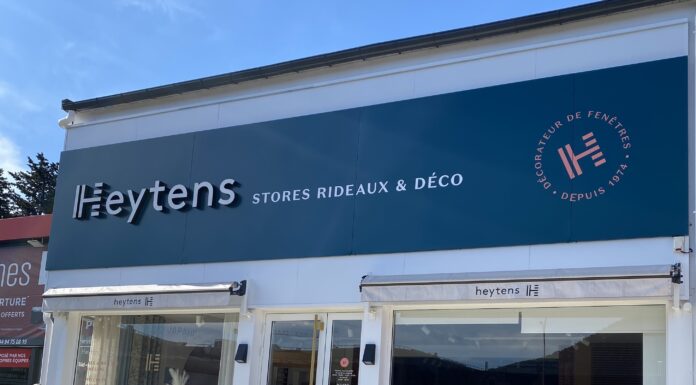 Heytens STORES RIDEAUX & DÉCO
DÉCORATEUR DE FENÊTRES
• DEPUIS 1974 •
heytens
heytens